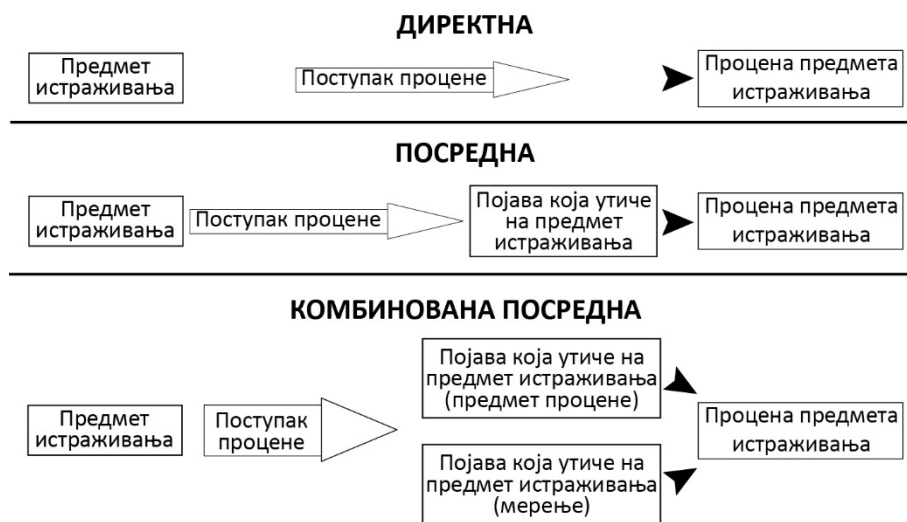 ДИРЕКТНА
Предмет
истраживања
Поступак процене
Процена предмета
истраживања
ПОСРЕДНА
Предмет
истраживања
Поступак процене
Појава која утиче
на предмет
истраживања
Процена предмета
истраживања
КОМБИНОВАНА ПОСРЕДНА
Предмет
истраживања
Поступак
процене
Појава која утиче на
предмет истраживања
(предмет процене)
Појава која утиче на
предмет истраживања
(мерење)
Процена предмета
истраживања